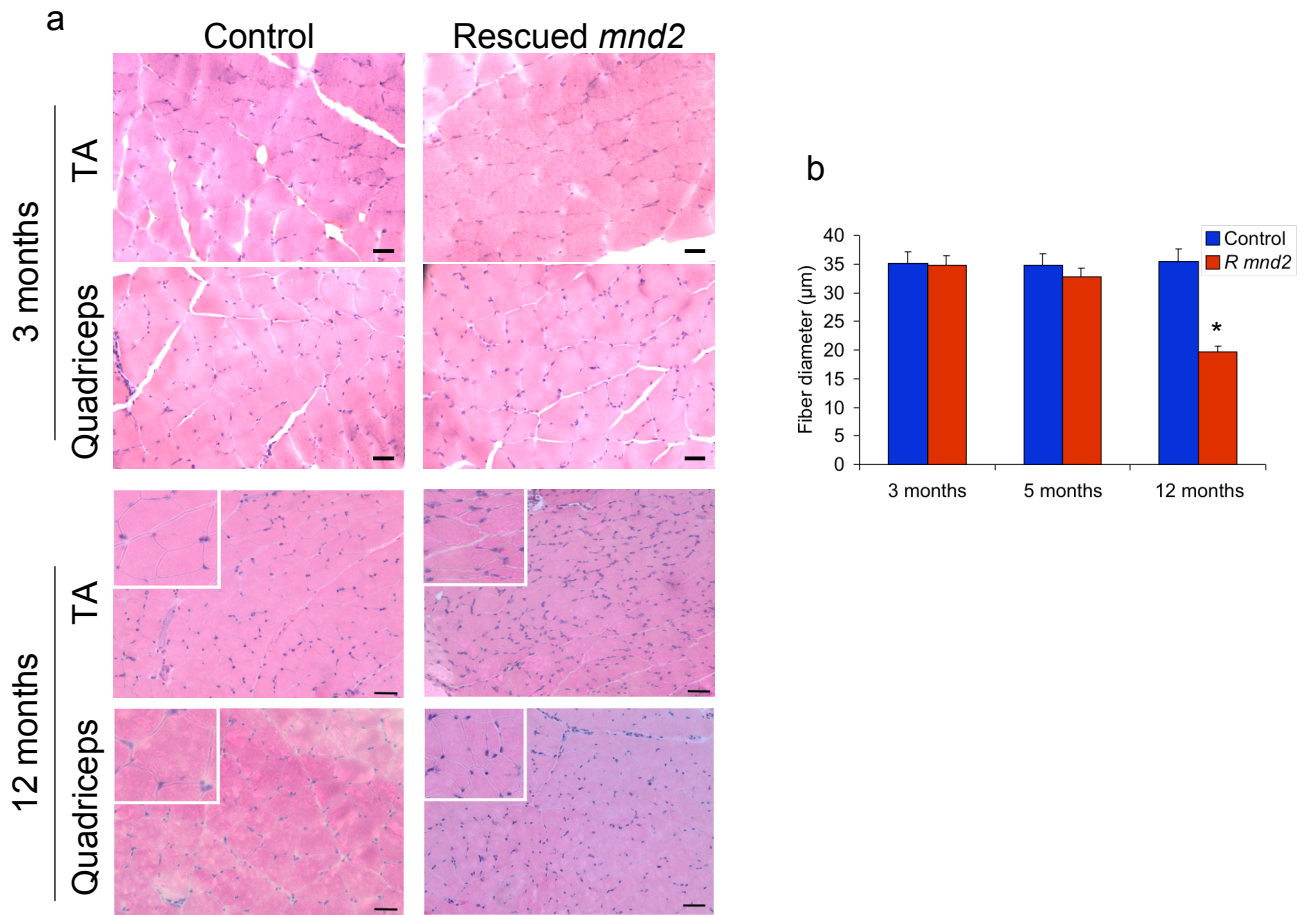 a
Control
Rescued mnd2
3 months
TA
Quadriceps
12 months
TA
Quadriceps
b
Control
R mnd2
Fiber diameter (µm)
40
35
30
25
20
15
10
5
0
*
3 months
5 months
12 months